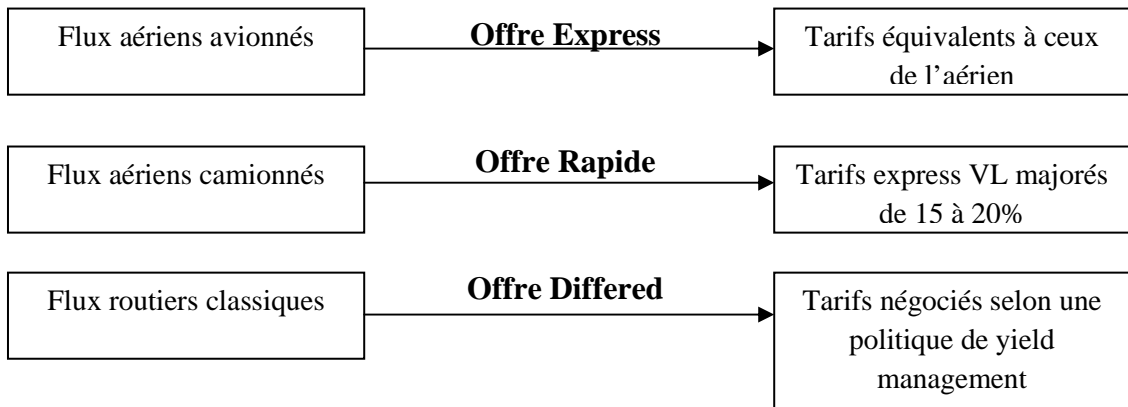 Flux aériens avionnés
Offre Express
Tarifs équivalents à ceux
de l’aérien
Flux aériens camionnés
Offre Rapide
Tarifs express VL majorés
de 15 à 20%
Flux routiers classiques
Offre Differed
Tarifs négociés selon une
politique de yield
management